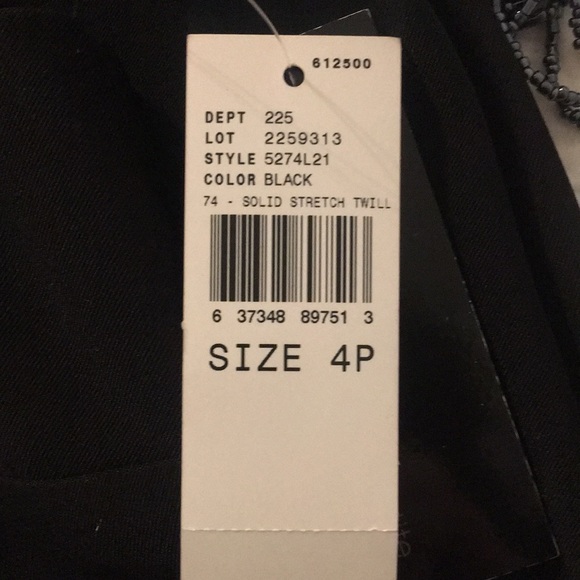 612500
DEPT 225
LOT 2259313
STYLE 5274L21
COLOR BLACK
74 - SOLID STRETCH TWILL
6 37348 89751 3
SIZE 4P